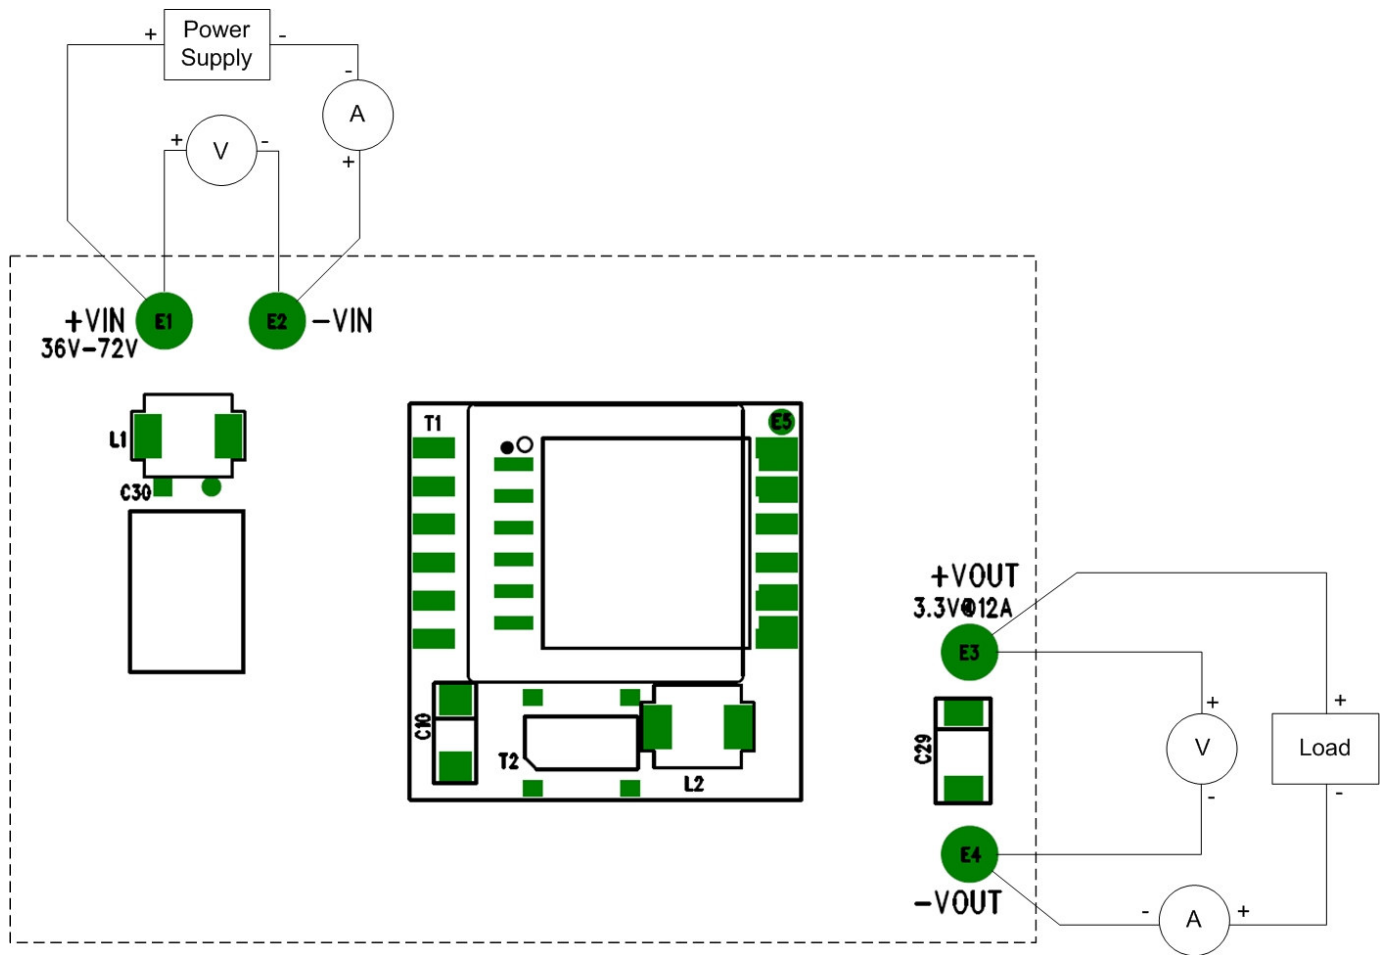 + Power -
Supply
-
A
+ V -
+
+VIN E1 E2 -VIN
36V-72V
T1 E5
L1
C30
+VOUT
3.3V@12A
E3
+ +
C10 C29 V Load
T2 L2
- -
E4
-VOUT
- A +